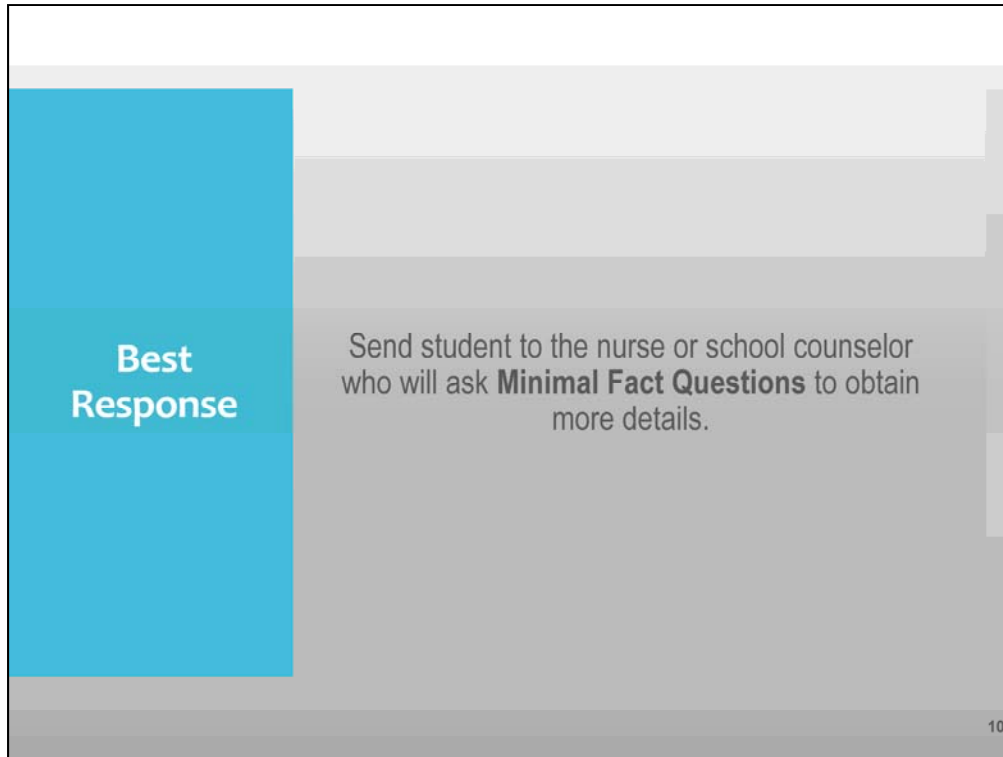 Best
Response
Send student to the nurse or school counselor
who will ask Minimal Fact Questions to obtain
more details.
10